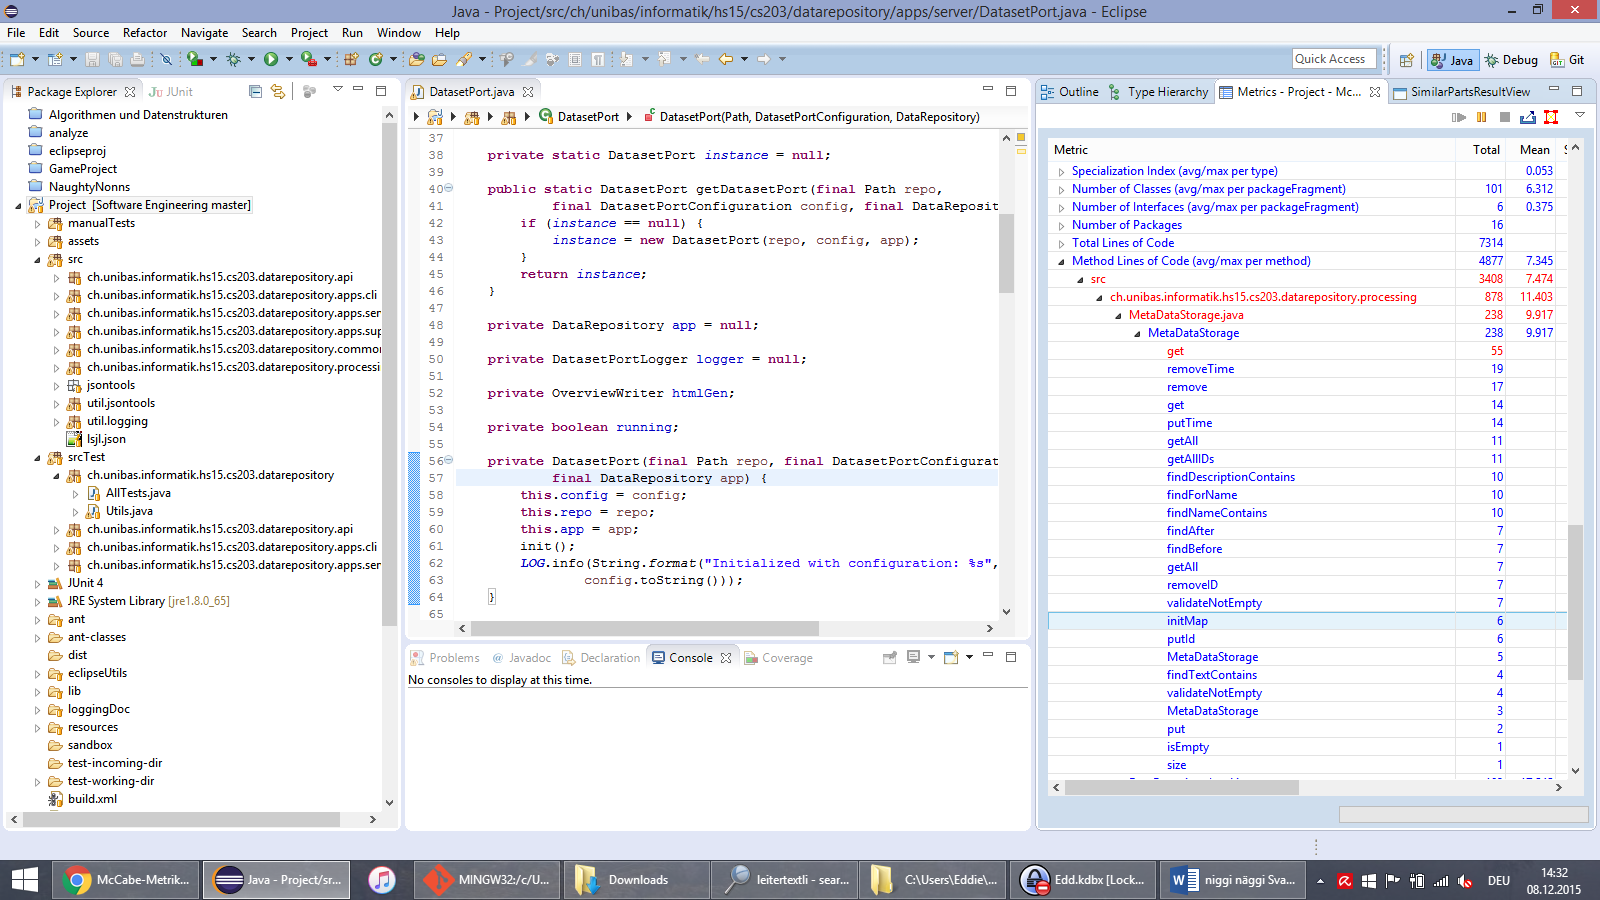 Java - Project/src/ch/unibas/informatik/hs15/cs203/datarepository/apps/server/DatasetPort.java - Eclipse
File Edit Source Refactor Navigate Search Project Run Window Help
Quick Access
Java
Debug
Git
Package Explorer
JUnit
Algorithmen und Datenstrukturen
analyze
eclipseproj
GameProject
NaughtyNonns
Project [Software Engineering master]
manualTests
assets
src
ch.unibas.informatik.hs15.cs203.datarepository.api
ch.unibas.informatik.hs15.cs203.datarepository.apps.cli
ch.unibas.informatik.hs15.cs203.datarepository.apps.ser
ch.unibas.informatik.hs15.cs203.datarepository.apps.sup
ch.unibas.informatik.hs15.cs203.datarepository.commor
ch.unibas.informatik.hs15.cs203.datarepository.processi
jsontools
util.jsontools
util.logging
lsjl.json
srcTest
ch.unibas.informatik.hs15.cs203.datarepository
AllTests.java
Utils.java
ch.unibas.informatik.hs15.cs203.datarepository.api
ch.unibas.informatik.hs15.cs203.datarepository.apps.cli
ch.unibas.informatik.hs15.cs203.datarepository.apps.ser
JUnit 4
JRE System Library [jre1.8.0_65]
ant
ant-classes
dist
eclipseUtils
lib
loggingDoc
resources
sandbox
test-incoming-dir
test-working-dir
build.xml
DatasetPort.java
DatasetPort
DatasetPort(Path, DatasetPortConfiguration, DataRepository)
37
38 private static DatasetPort instance = null;
39
40 public static DatasetPort getDatasetPort(final Path repo,
41 final DatasetPortConfiguration config, final DataReposit
42 if (instance == null) {
43 instance = new DatasetPort(repo, config, app);
44 }
45 return instance;
46 }
47
48 private DataRepository app = null;
49
50 private DatasetPortLogger logger = null;
51
52 private OverviewWriter htmlGen;
53
54 private boolean running;
55
56 private DatasetPort(final Path repo, final DatasetPortConfigurat
57 final DataRepository app) {
58 this.config = config;
59 this.repo = repo;
60 this.app = app;
61 init();
62 LOG.info(String.format("Initialized with configuration: %s",
63 config.toString()));
64 }
65
Problems
@ Javadoc
Declaration
Console
Coverage
No consoles to display at this time.
Outline
Type Hierarchy
Metrics - Project - Mc...
SimilarPartsResultView
Metric Total Mean S
Specialization Index (avg/max per type) 0.053
Number of Classes (avg/max per packageFragment) 101 6.312
Number of Interfaces (avg/max per packageFragment) 6 0.375
Number of Packages 16
Total Lines of Code 7314
Method Lines of Code (avg/max per method) 4877 7.345
src 3408 7.474
ch.unibas.informatik.hs15.cs203.datarepository.processing 878 11.403
MetaDataStorage.java 238 9.917
MetaDataStorage 238 9.917
get 55
removeTime 19
remove 17
get 14
putTime 14
getAll 11
getAllIDs 11
findDescriptionContains 10
findForName 10
findNameContains 10
findAfter 7
findBefore 7
getAll 7
removeID 7
validateNotEmpty 7
initMap 6
putId 6
MetaDataStorage 5
findTextContains 4
validateNotEmpty 4
MetaDataStorage 3
put 2
isEmpty 1
size 1
McCabe-Metrik...
Java - Project/sr...
MINGW32:/c/U...
Downloads
leitertextli - sear...
C:\Users\Eddie\...
Edd.kdbx [Lock...
niggi näggi Sva...
DEU
14:32
08.12.2015